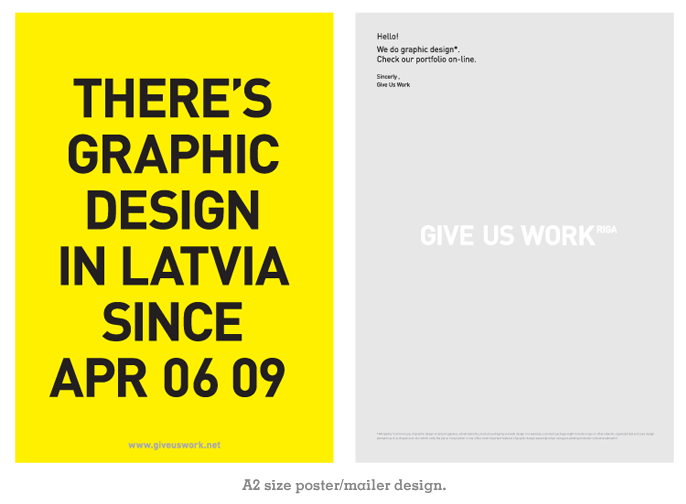 THERE'S
GRAPHIC
DESIGN
IN LATVIA
SINCE
APR 06 09
www.giveuswork.net
Hello!
We do graphic design*.
Check our portfolio on-line.
Sincerly,
Give Us Work
GIVE US WORK RIGA
A2 size poster/mailer design.